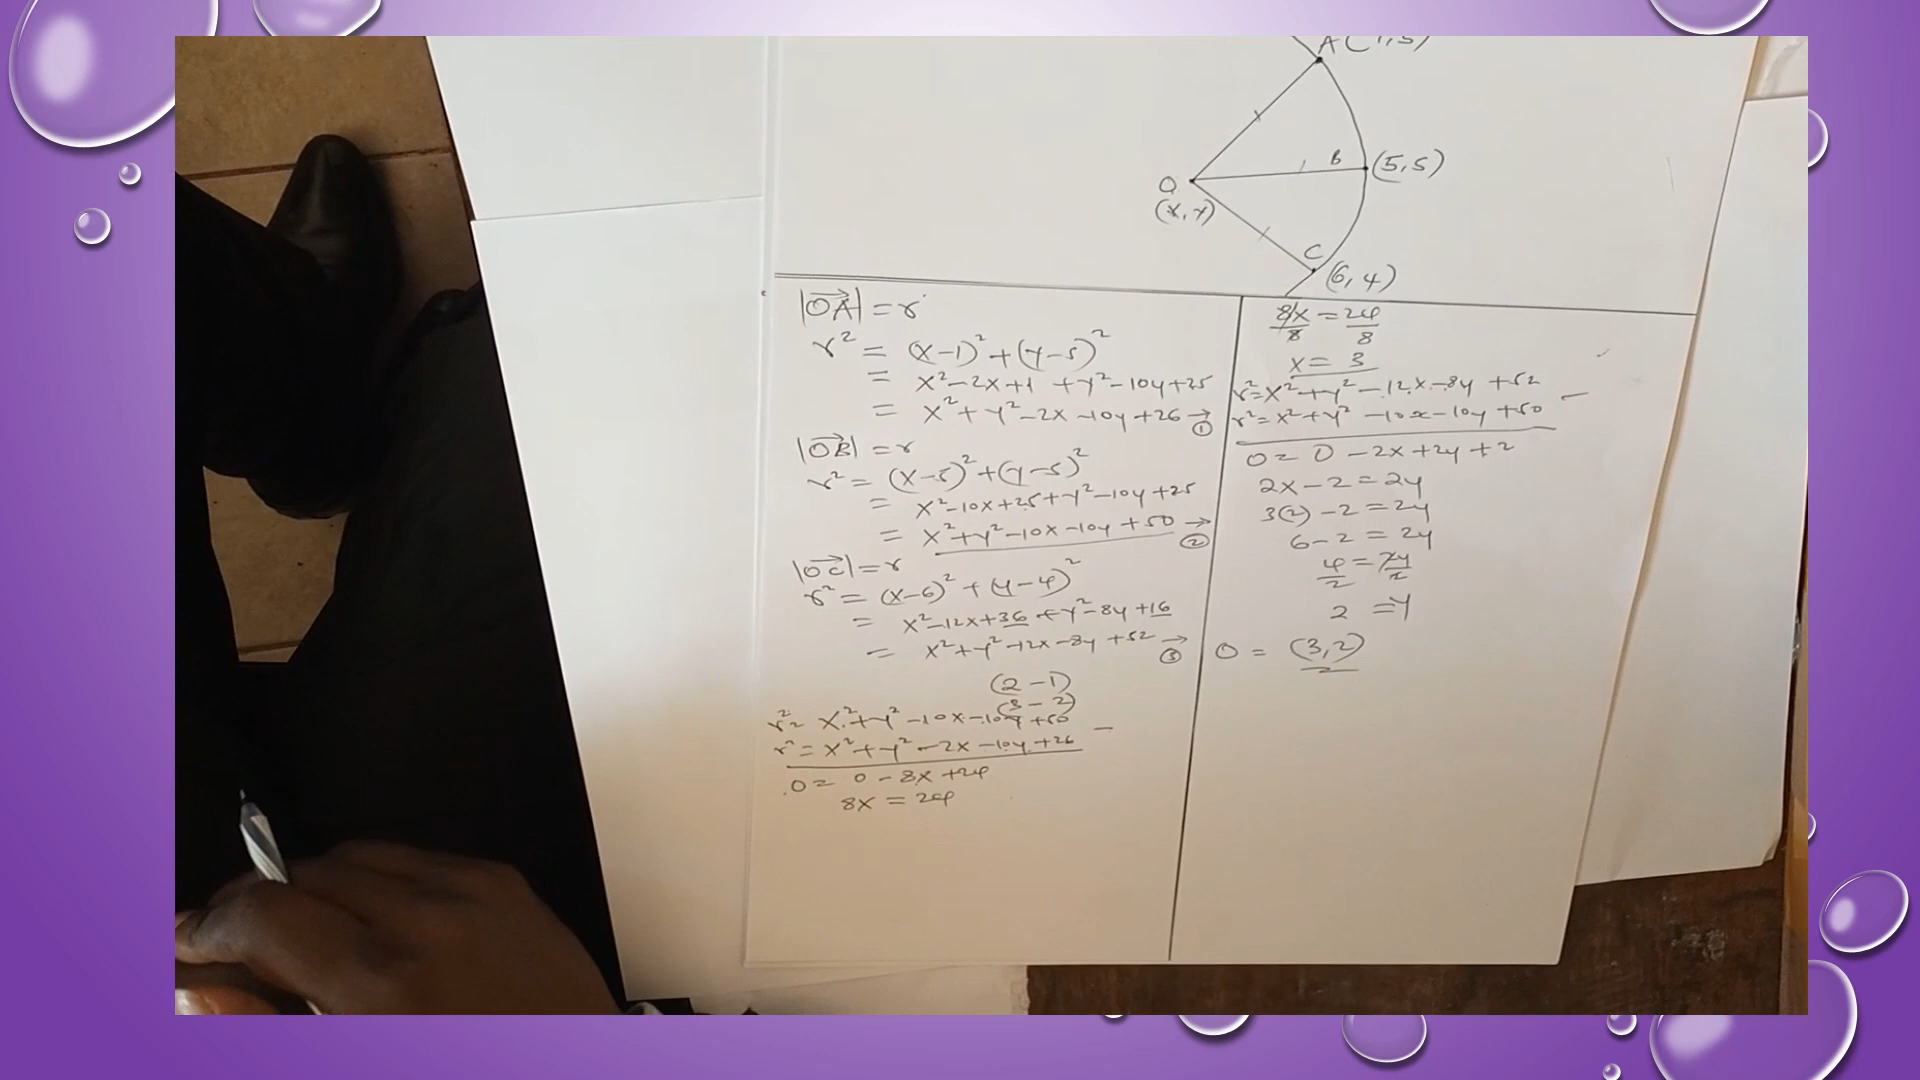 A (1,5)
B (5,5)
O
(x,y)
C
(6,4)
|OA| = r
r² = (x-1)² + (y-5)²
= x²-2x+1 + y²-10y+25
= x² + y²-2x-10y+26 → ①
|OB| = r
r² = (x-5)² + (y-5)²
= x²-10x+25+y²-10y+25
= x²+y²-10x-10y+50 → ②
|OC| = r
r² = (x-6)² + (y-4)²
= x²-12x+36+y²-8y+16
= x²+y²-12x-8y+52 → ③
(2-1)
(3-2)
r² = x²+y²-10x-10y+50 -
r² = x²+y²-2x-10y+26
0 = 0-8x+24
8x = 24
8x/8 = 24/8
x = 3
r²=x²+y²-12x-8y+52 -
r²=x²+y²-10x-10y+50
0 = 0-2x+2y+2
2x-2 = 2y
3(2)-2 = 2y
6-2 = 2y
4/2 = 2y/2
2 = y
O = (3,2)